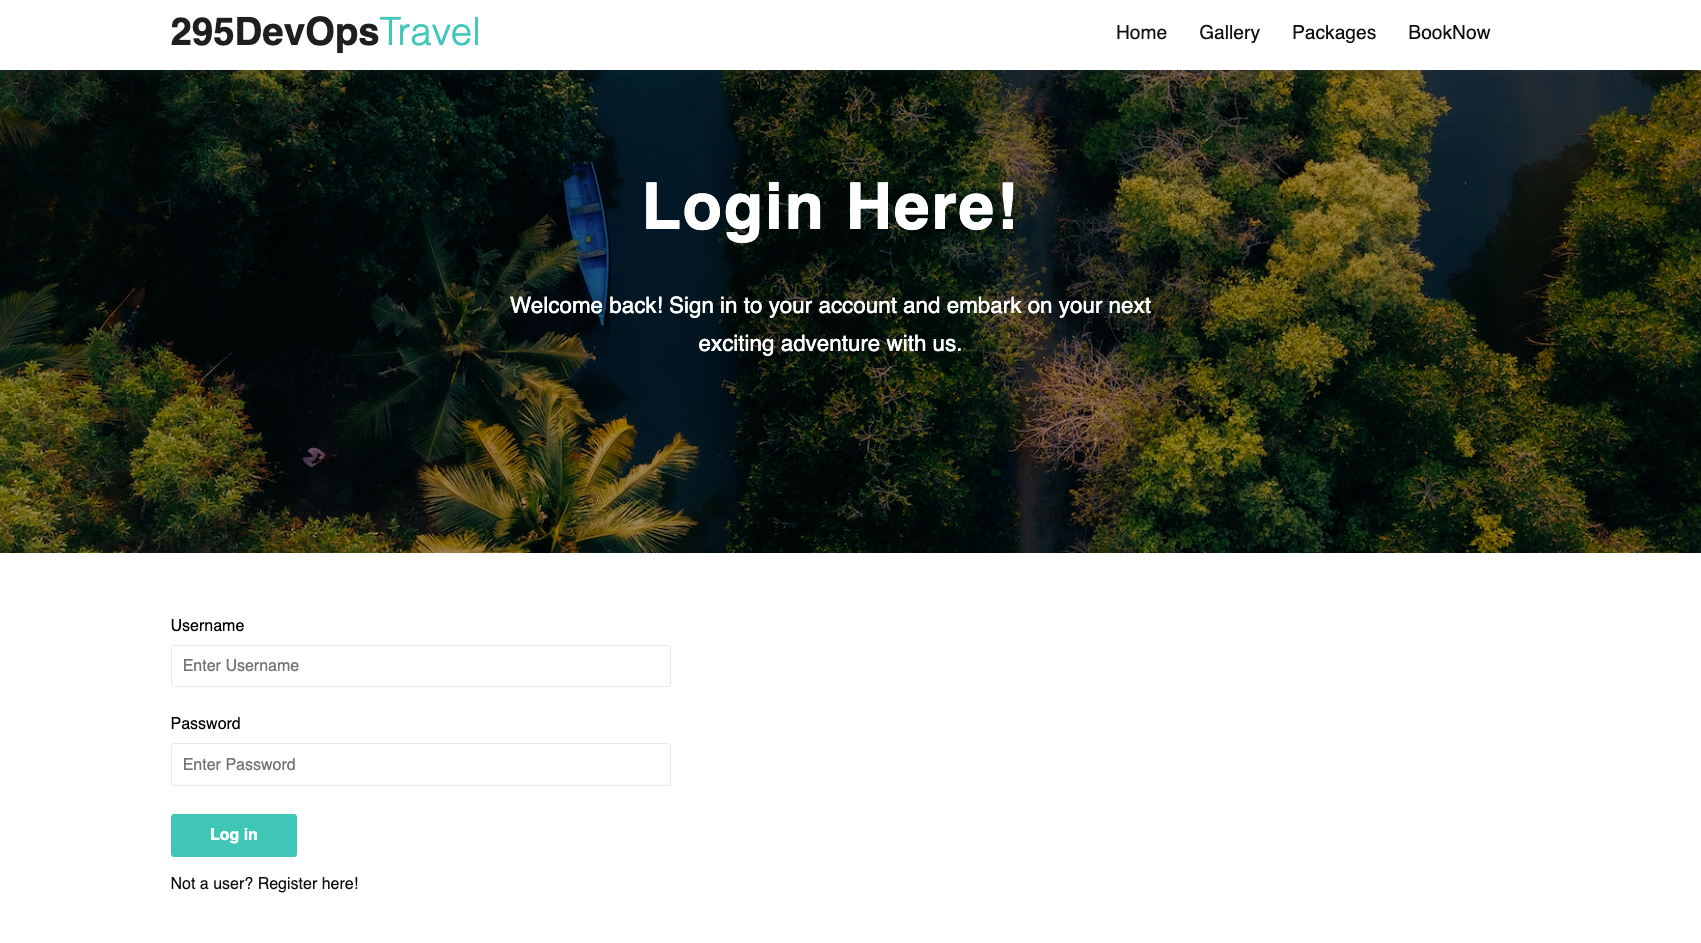 295DevOpsTravel
Home Gallery Packages BookNow
Login Here!
Welcome back! Sign in to your account and embark on your next
exciting adventure with us.
Username
Enter Username
Password
Enter Password
Log in
Not a user? Register here!